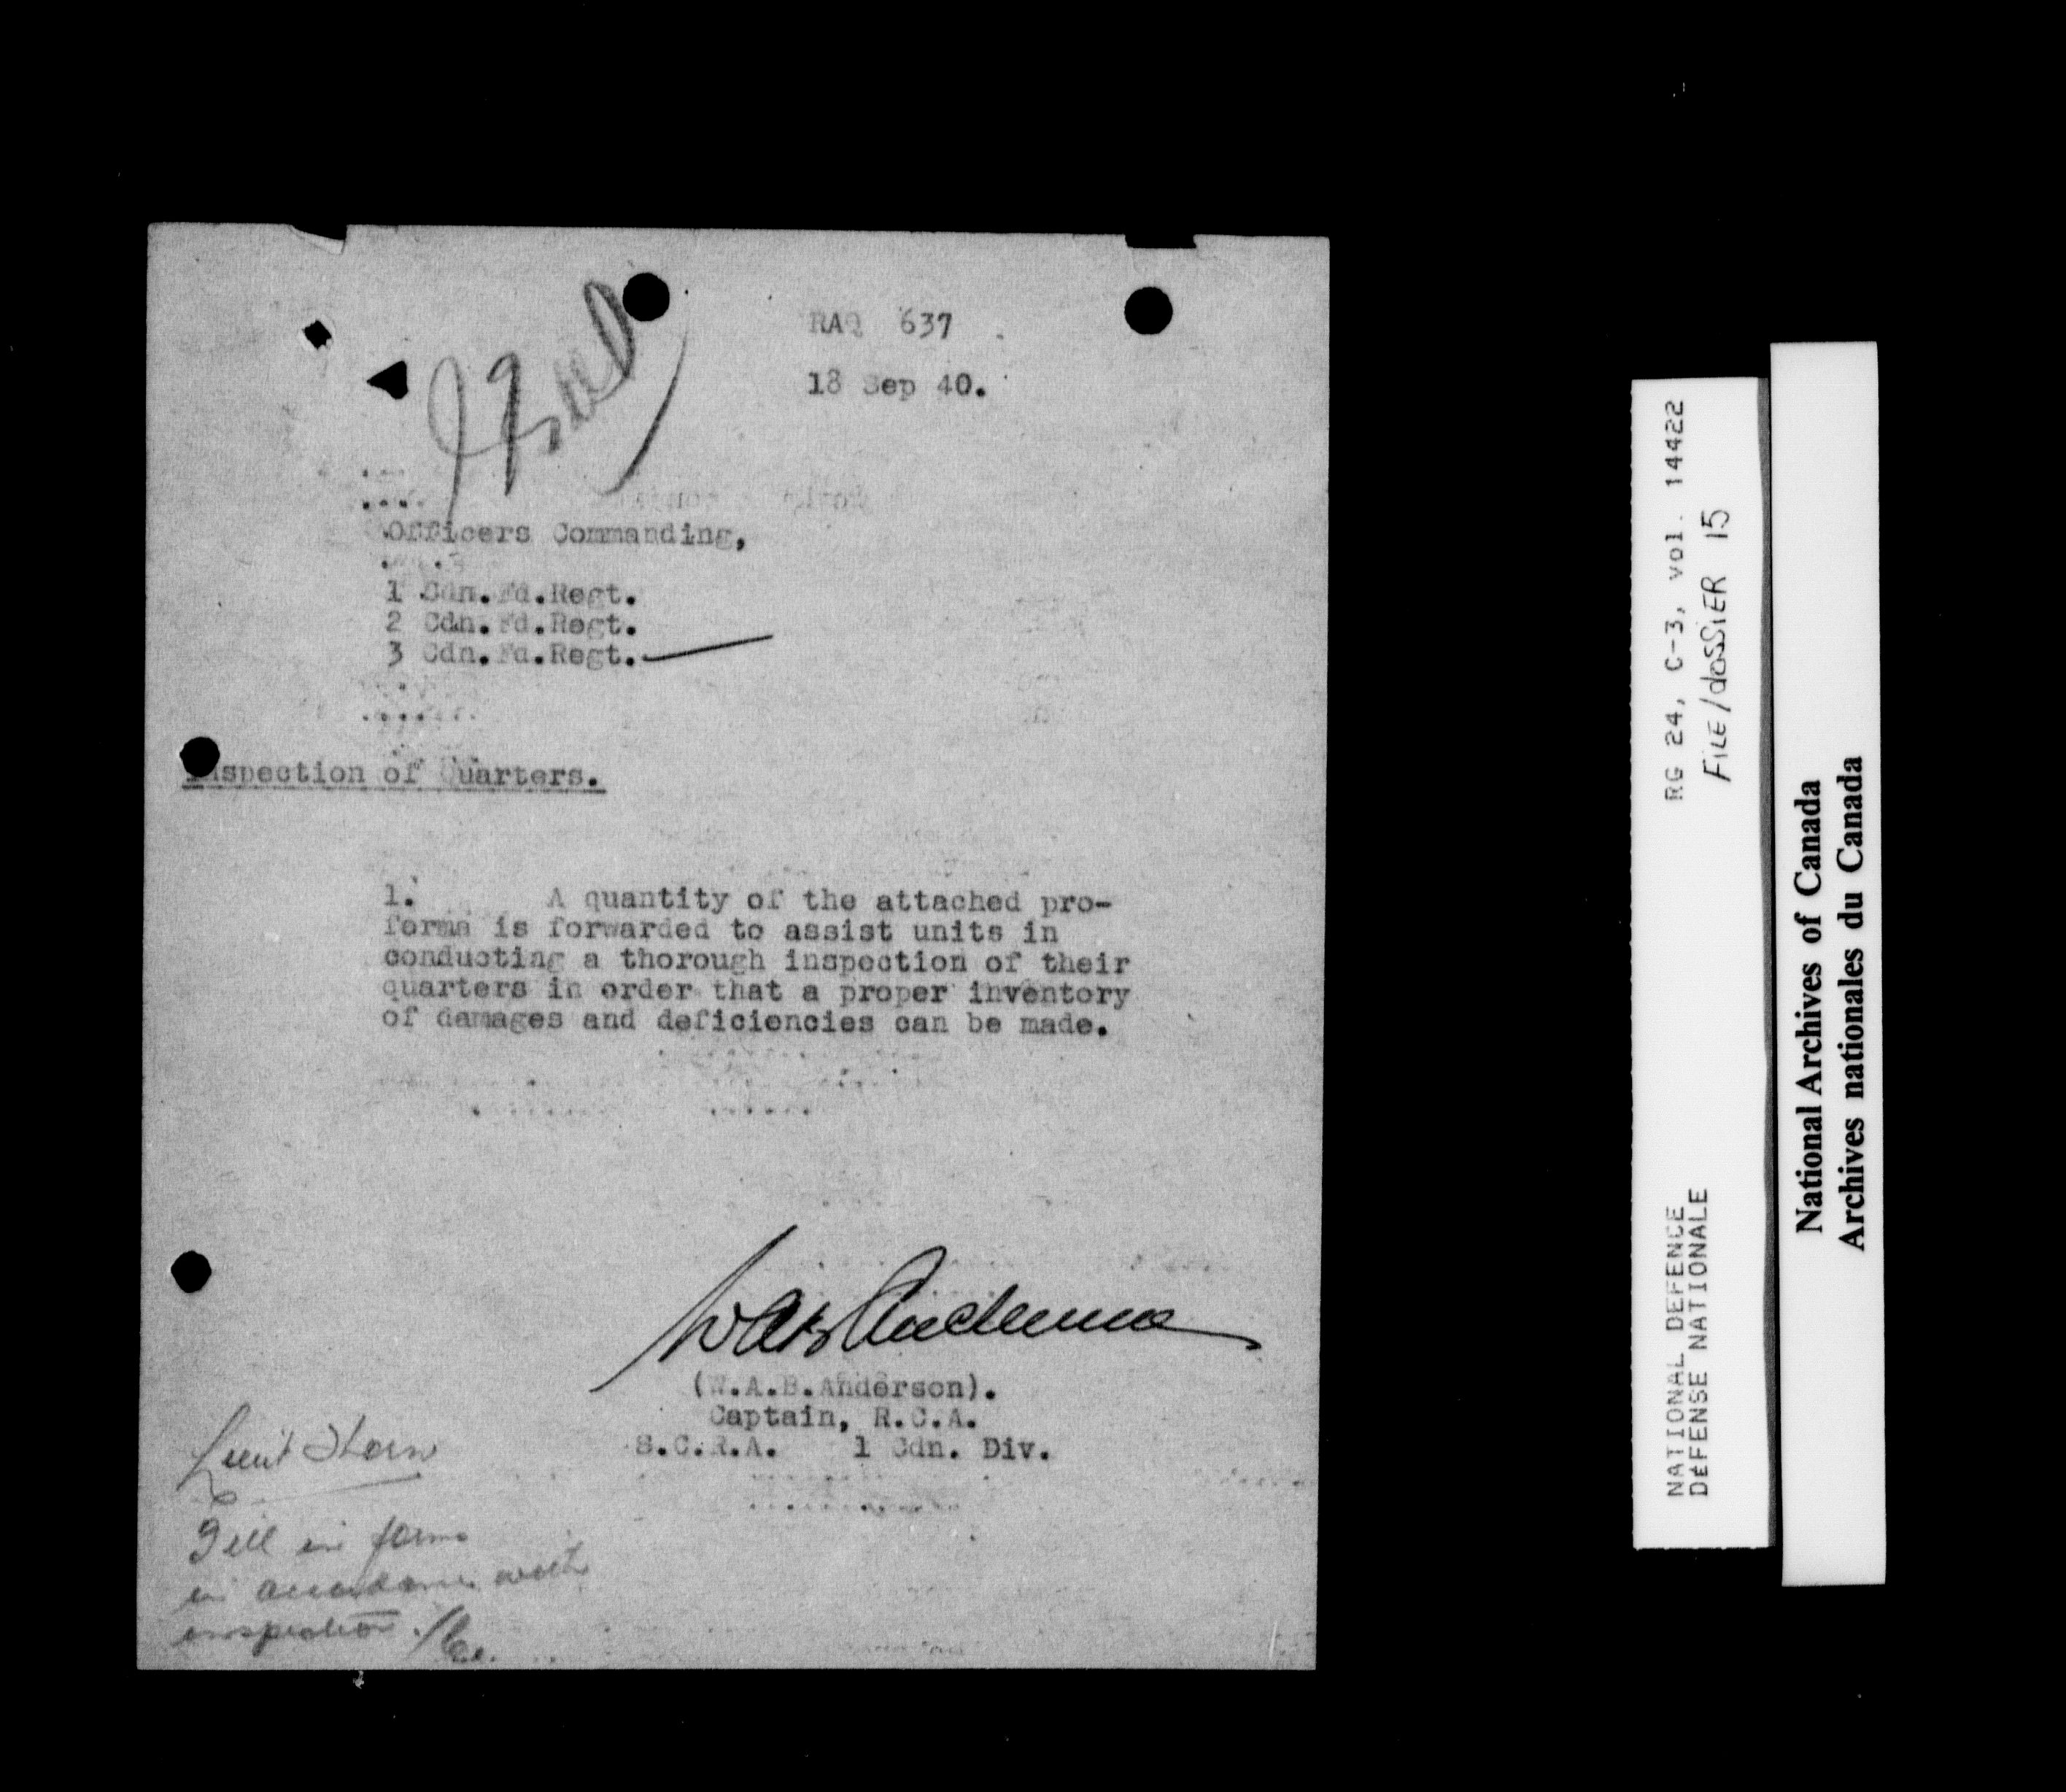 RAQ 637
18 Sep 40.
Officers Commanding,
1 Cdn.Fd.Regt.
2 Cdn.Fd.Regt.
3 Cdn.Fd.Regt.
Inspection of Quarters.
1. A quantity of the attached pro-
forma is forwarded to assist units in
conducting a thorough inspection of their
quarters in order that a proper inventory
of damages and deficiencies can be made.
WAB Anderson
(W.A.B.Anderson).
Captain, R.C.A.
S.C.R.A. 1 Cdn. Div.
Lieut
Fill in forms
in accordance with
inspection.
RG 24, C-3, vol. 14422
FILE/dOSSIER 15
NATIONAL DEFENCE
DÉFENSE NATIONALE
National Archives of Canada
Archives nationales du Canada